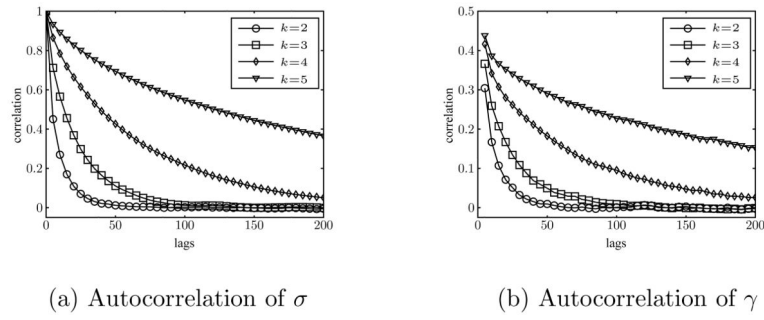 1
0.8
0.6
0.4
0.2
0
correlation
k=2
k=3
k=4
k=5
0 50 100 150 200
lags
(a) Autocorrelation of σ
0.5
0.4
0.3
0.2
0.1
0
correlation
k=2
k=3
k=4
k=5
0 50 100 150 200
lags
(b) Autocorrelation of γ